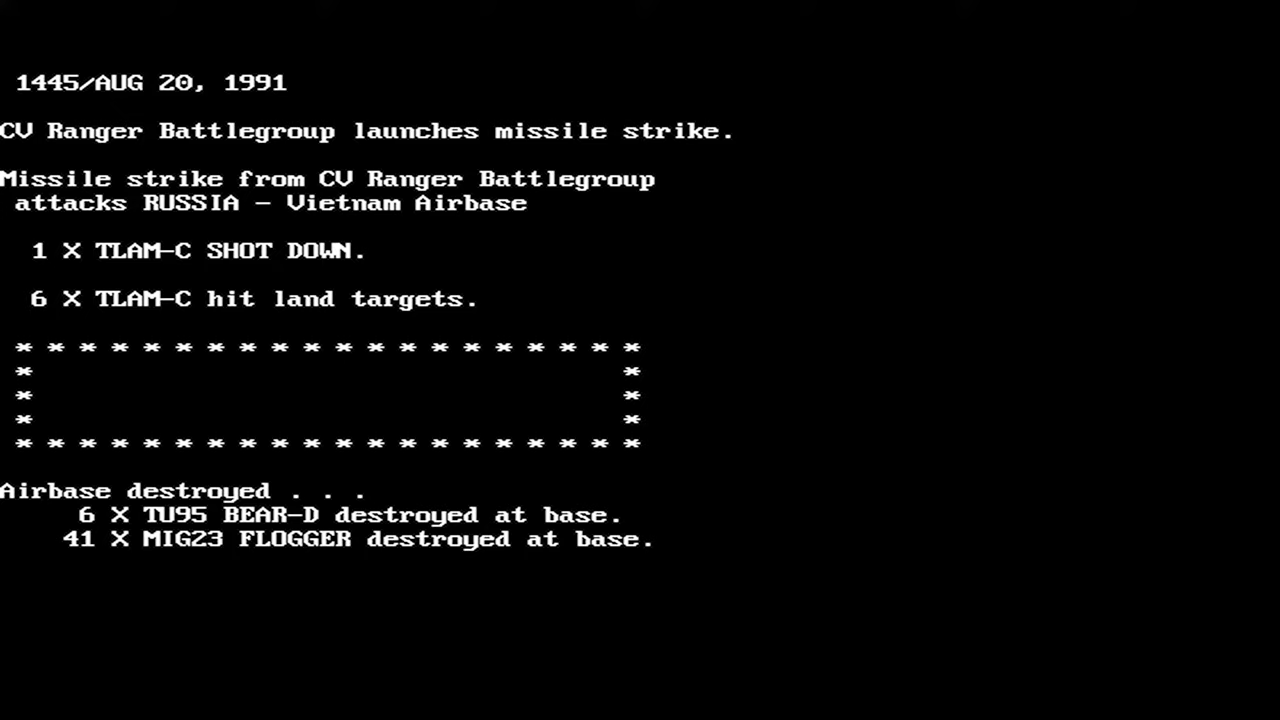 1445/AUG 20, 1991
CV Ranger Battlegroup launches missile strike.
Missile strike from CV Ranger Battlegroup
attacks RUSSIA - Vietnam Airbase
1 X TLAM-C SHOT DOWN.
6 X TLAM-C hit land targets.
* * * * * * * * * * * * * * * * * * * *
* *
* *
* *
* * * * * * * * * * * * * * * * * * * *
Airbase destroyed . . .
6 X TU95 BEAR-D destroyed at base.
41 X MIG23 FLOGGER destroyed at base.